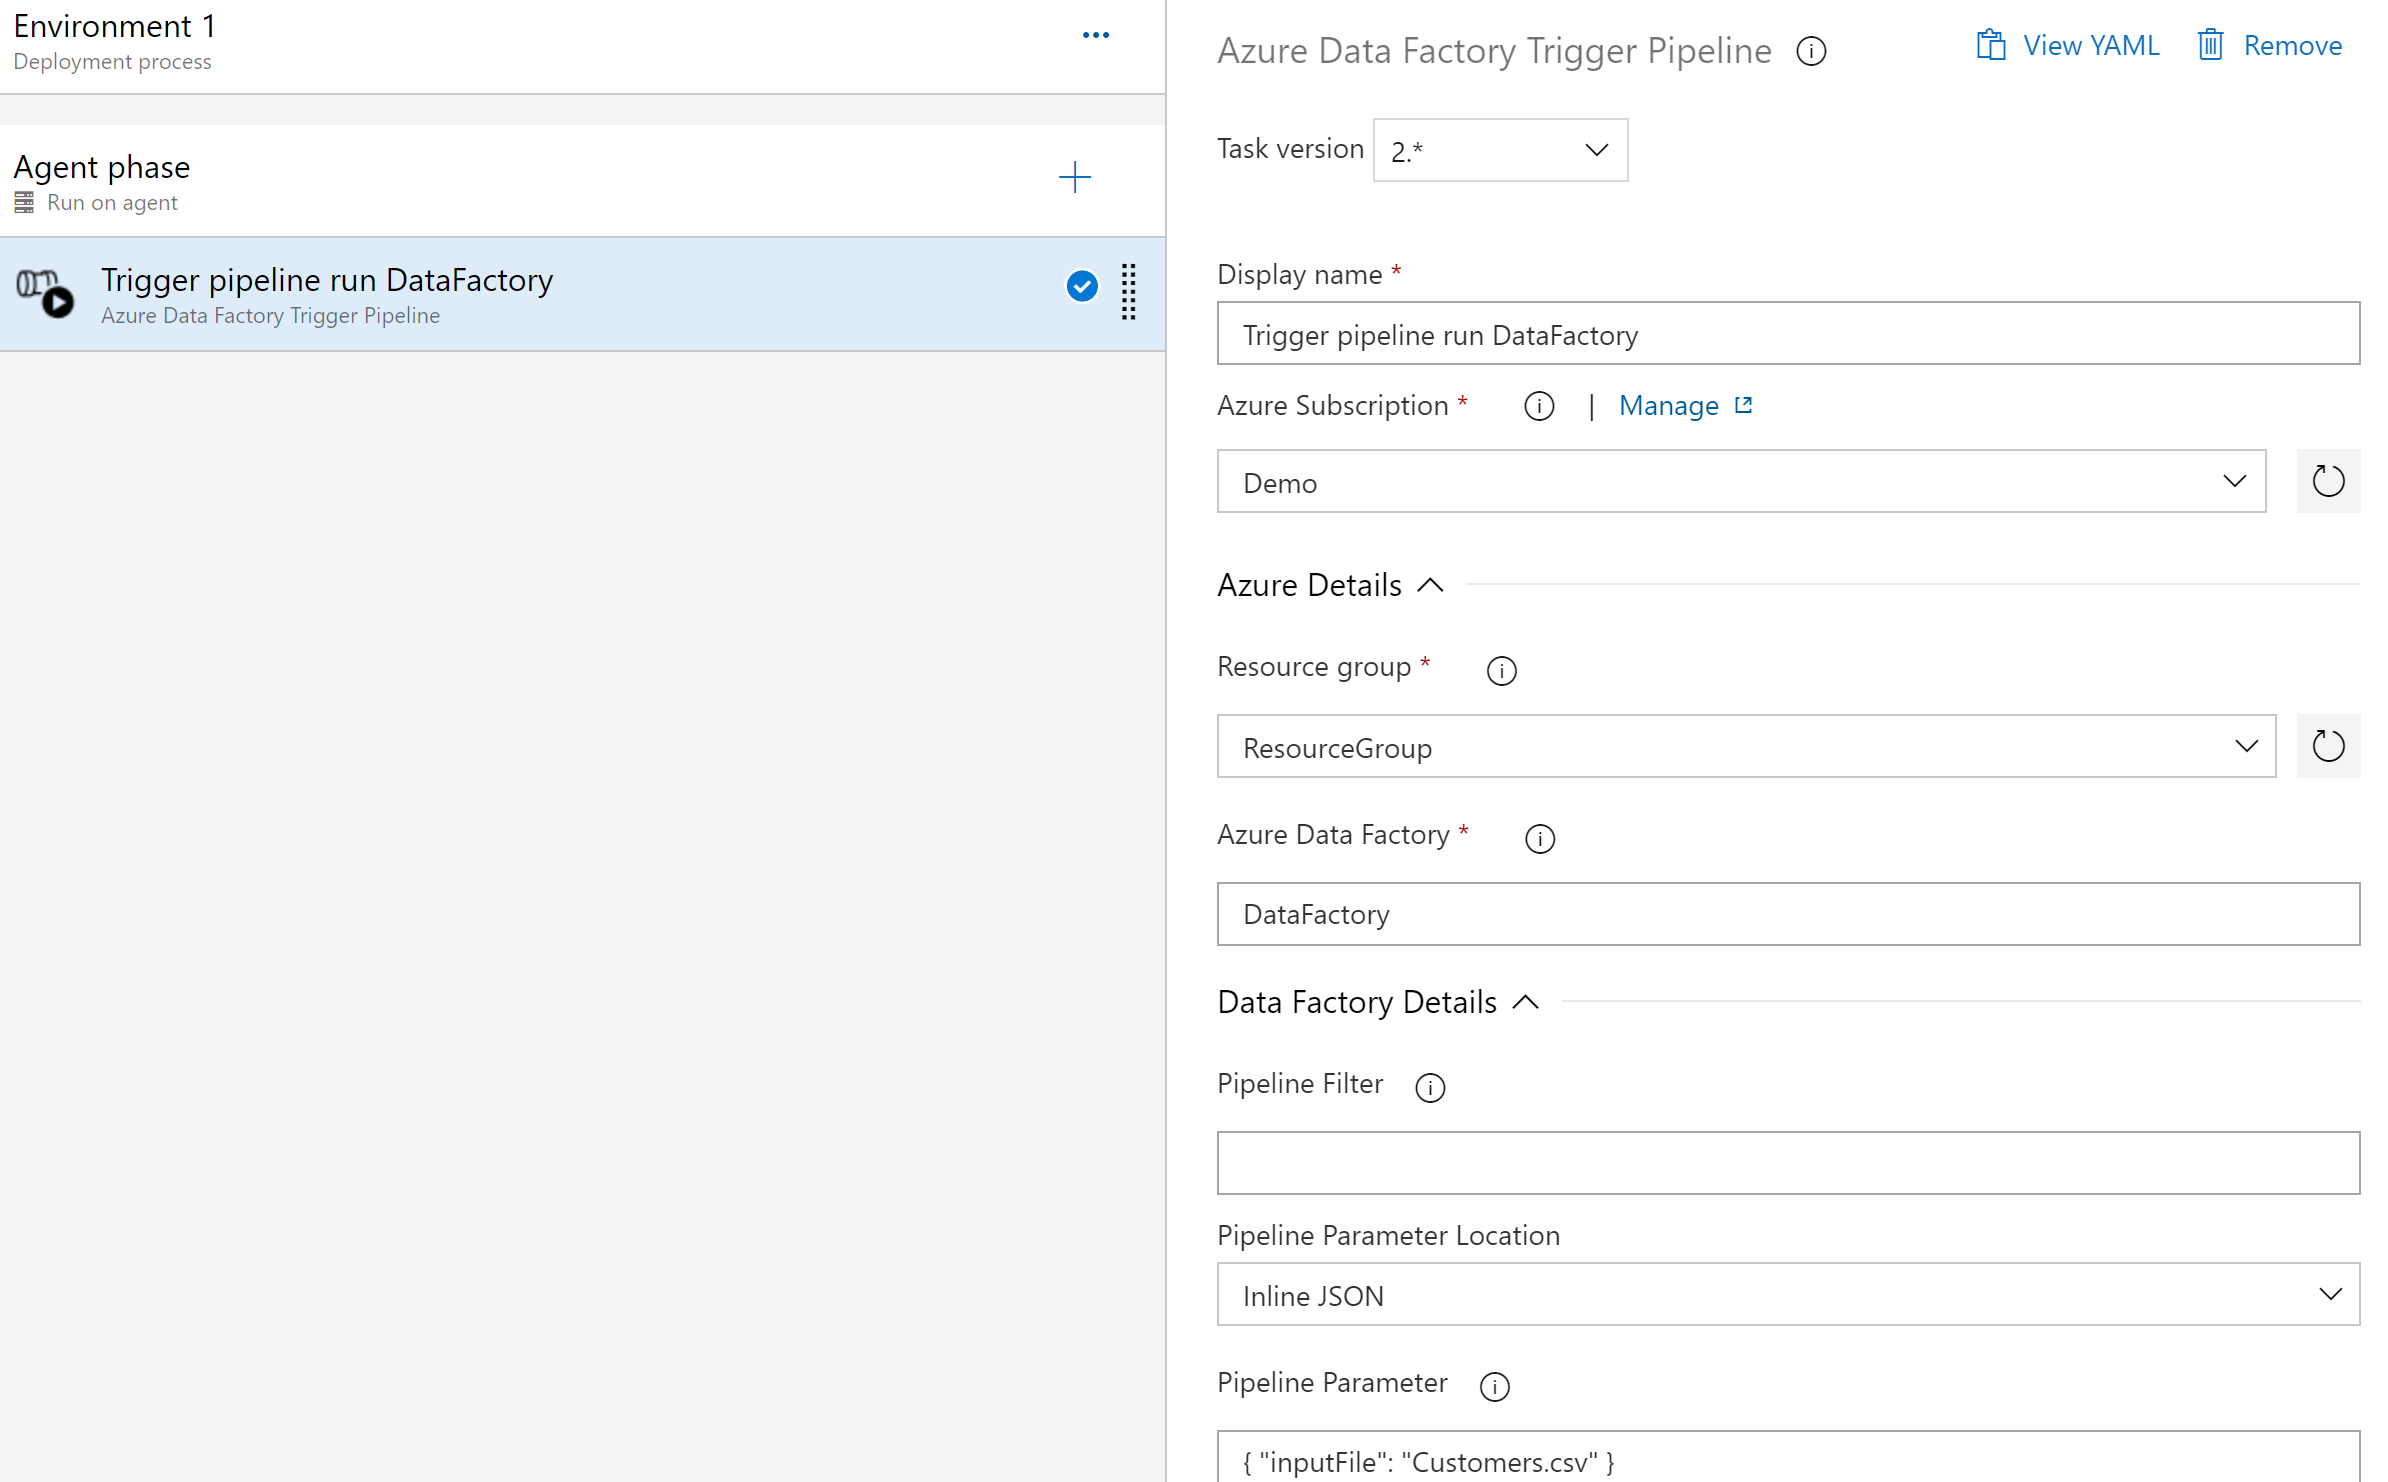 Environment 1
Deployment process
Agent phase
Run on agent
Trigger pipeline run DataFactory
Azure Data Factory Trigger Pipeline
Azure Data Factory Trigger Pipeline
View YAML
Remove
Task version
2.*
Display name *
Trigger pipeline run DataFactory
Azure Subscription * | Manage
Demo
Azure Details
Resource group *
ResourceGroup
Azure Data Factory *
DataFactory
Data Factory Details
Pipeline Filter
Pipeline Parameter Location
Inline JSON
Pipeline Parameter
{ "inputFile": "Customers.csv" }